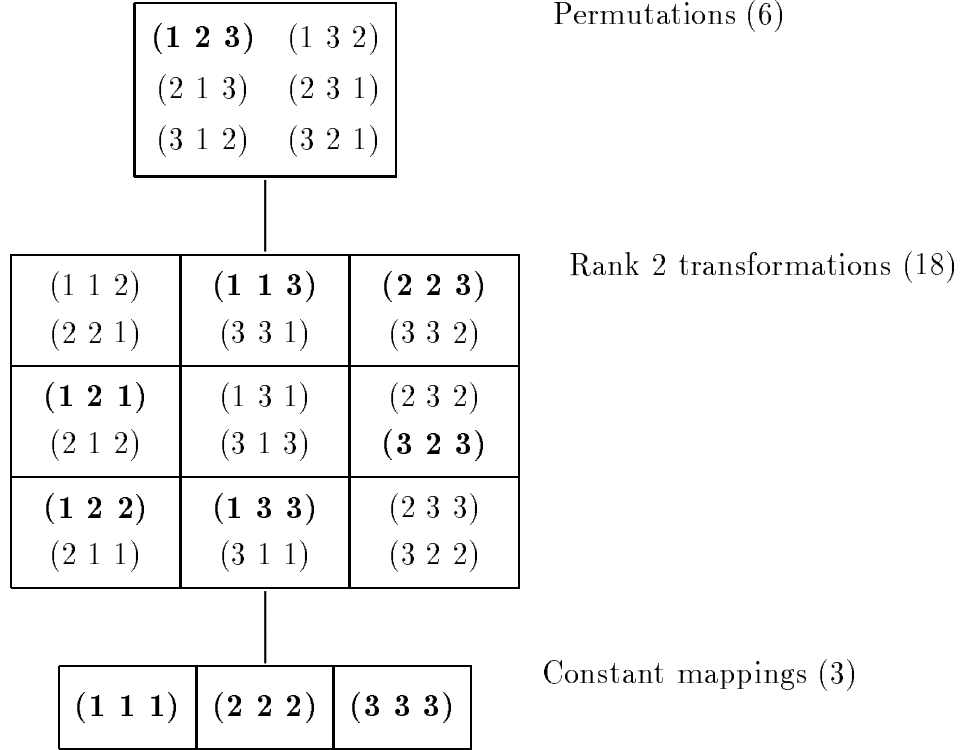 Permutations (6)
(1 2 3) (1 3 2)
(2 1 3) (2 3 1)
(3 1 2) (3 2 1)
Rank 2 transformations (18)
(1 1 2) (1 1 3) (2 2 3)
(2 2 1) (3 3 1) (3 3 2)
(1 2 1) (1 3 1) (2 3 2)
(2 1 2) (3 1 3) (3 2 3)
(1 2 2) (1 3 3) (2 3 3)
(2 1 1) (3 1 1) (3 2 2)
Constant mappings (3)
(1 1 1) (2 2 2) (3 3 3)